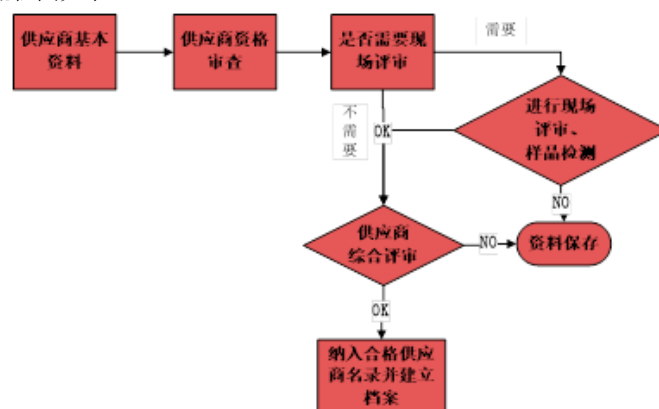 供应商基本
资料
供应商资格
审查
是否需要现
场评审
需要
进行现场
评审、
样品检测
不
需
要
OK
NO
供应商
综合评审
NO
资料保存
OK
纳入合格供应
商名录并建立
档案